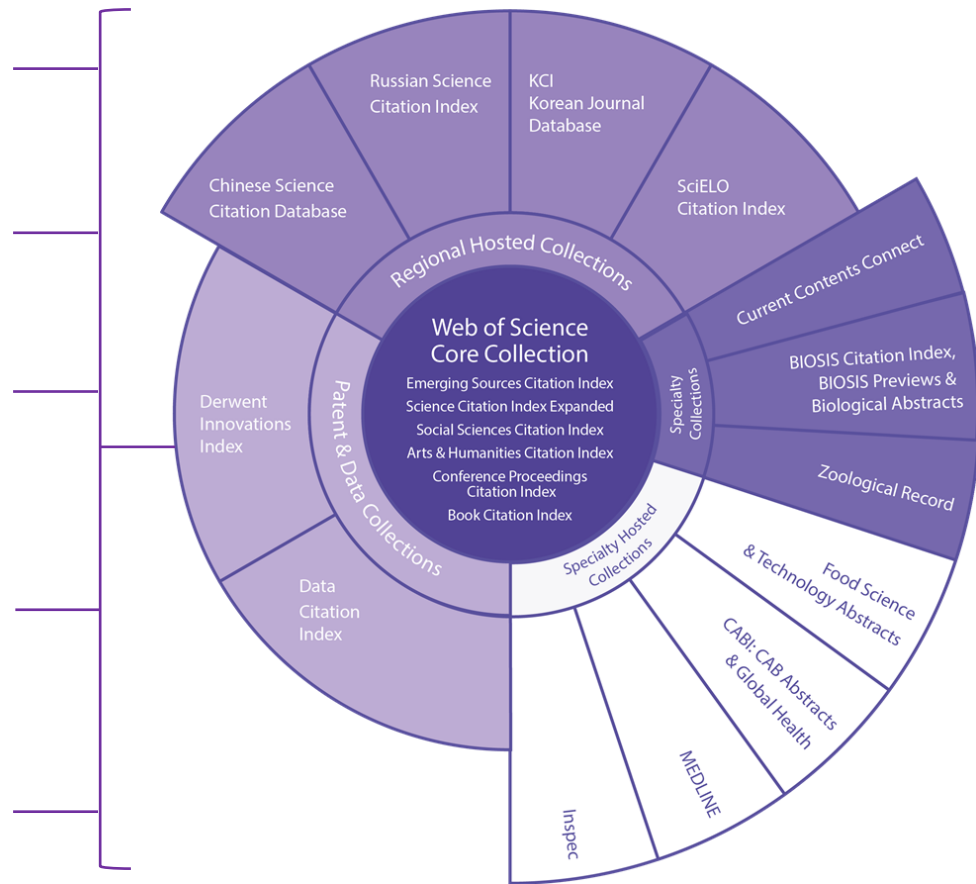 Russian Science
Citation Index
KCI
Korean Journal
Database
Chinese Science
Citation Database
SciELO
Citation Index
Regional Hosted Collections
Current Contents Connect
BIOSIS Citation Index,
BIOSIS Previews &
Biological Abstracts
Zoological Record
Specialty
Collections
Web of Science
Core Collection
Emerging Sources Citation Index
Science Citation Index Expanded
Social Sciences Citation Index
Arts & Humanities Citation Index
Conference Proceedings
Citation Index
Book Citation Index
Patent & Data Collections
Derwent
Innovations
Index
Data
Citation
Index
Specialty Hosted
Collections
Food Science
& Technology Abstracts
CABI: CAB Abstracts
& Global Health
MEDLINE
Inspec